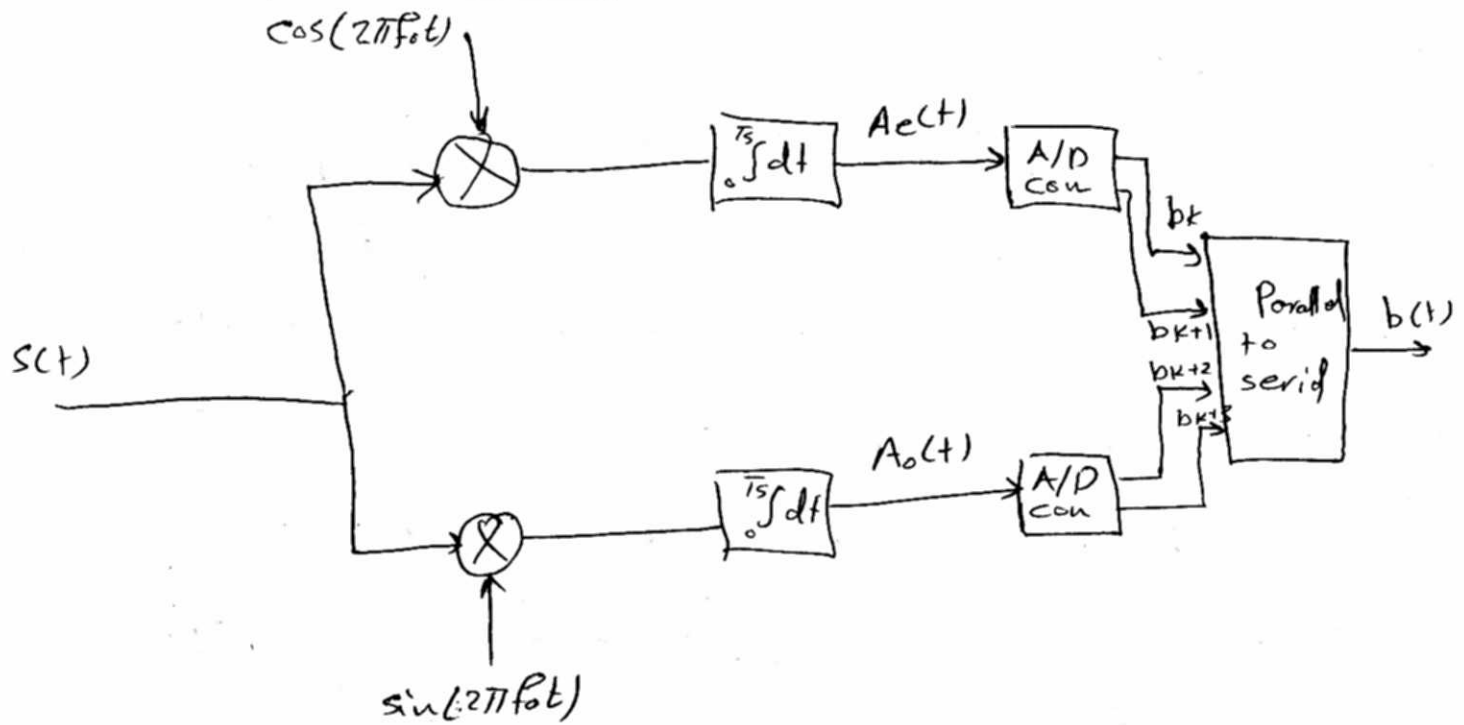 cos(2πf₀t)
Ts
∫dt
0
Ae(t)
A/D
con
bk
bk+1
bk+2
bk+3
Parallel
to
serial
b(t)
S(t)
Ts
∫dt
0
Ao(t)
A/D
con
sin(2πf₀t)